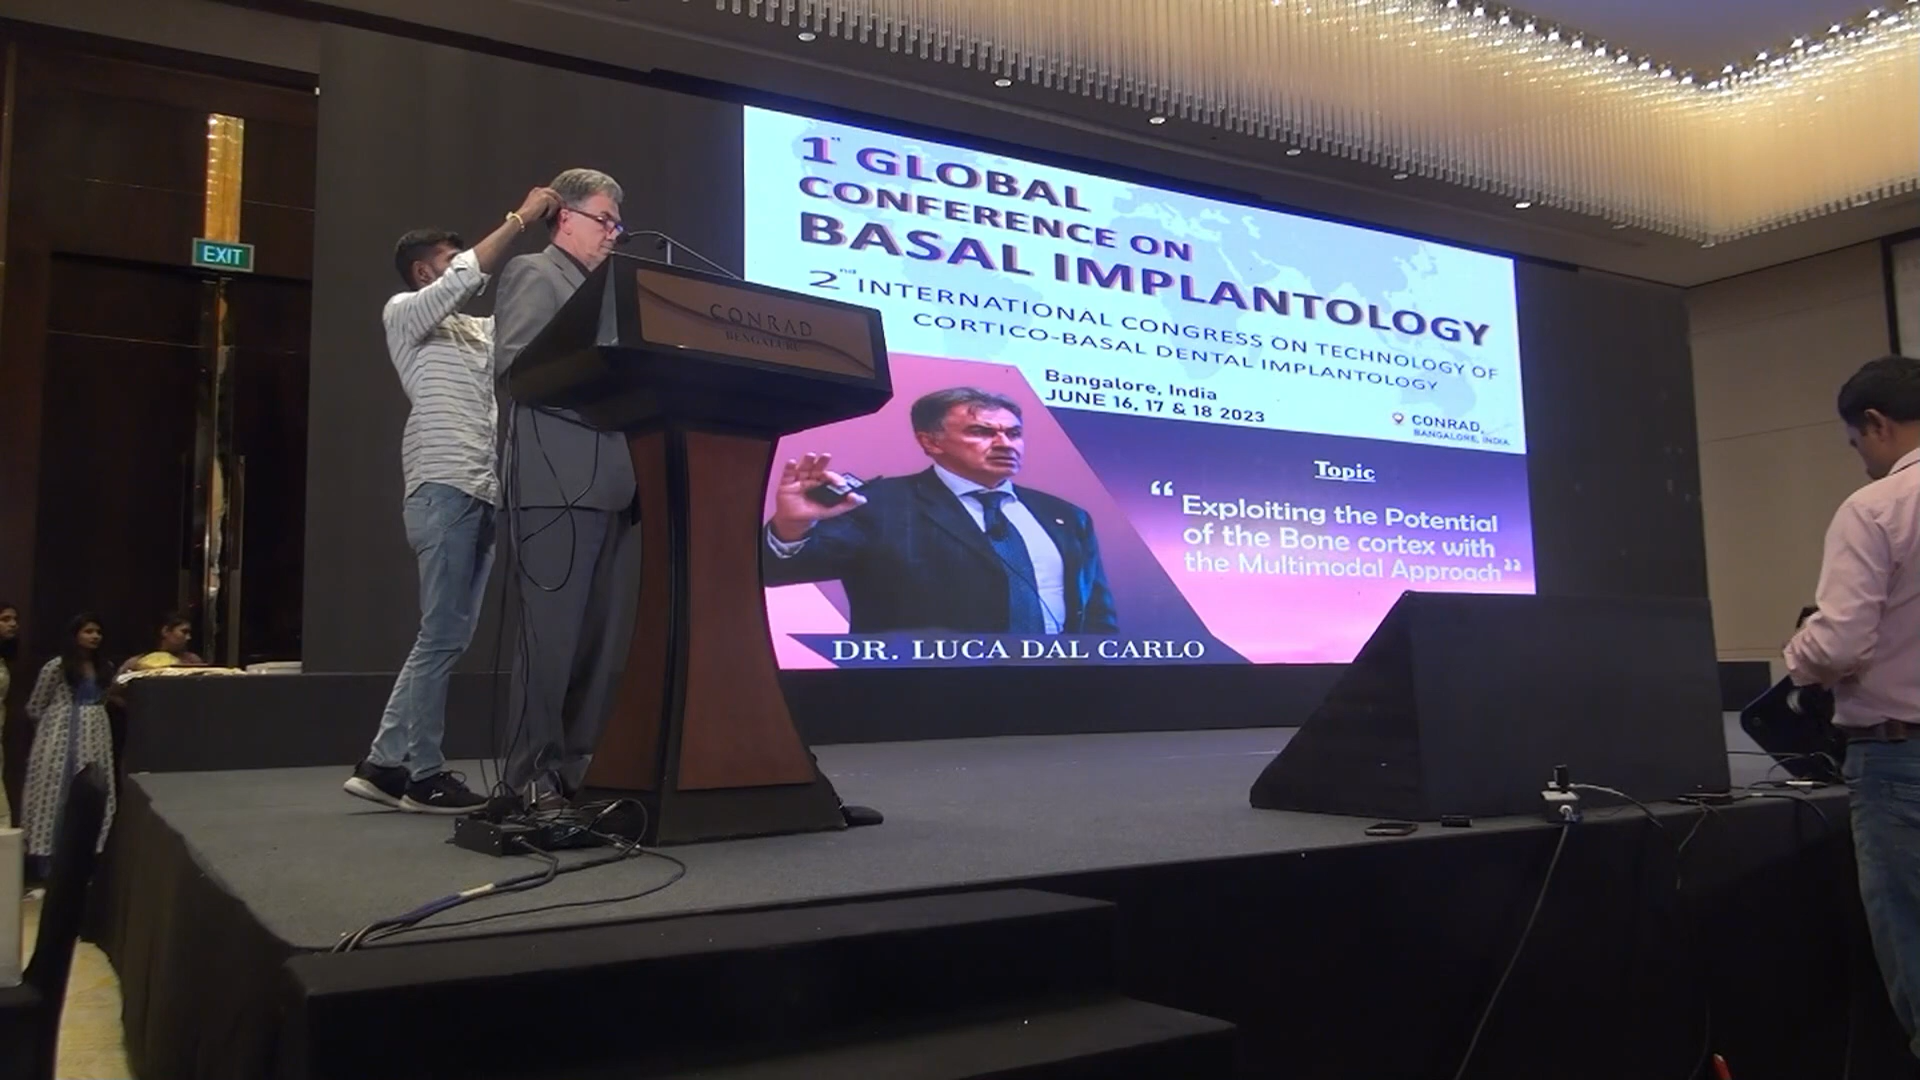 EXIT
CONRAD
BENGALURU
1st GLOBAL
CONFERENCE ON
BASAL IMPLANTOLOGY
2nd INTERNATIONAL CONGRESS ON TECHNOLOGY OF
CORTICO-BASAL DENTAL IMPLANTOLOGY
Bangalore, India
JUNE 16, 17 & 18 2023
CONRAD,
BANGALORE, INDIA
Topic
“Exploiting the Potential
of the Bone cortex with
the Multimodal Approach”
DR. LUCA DAL CARLO